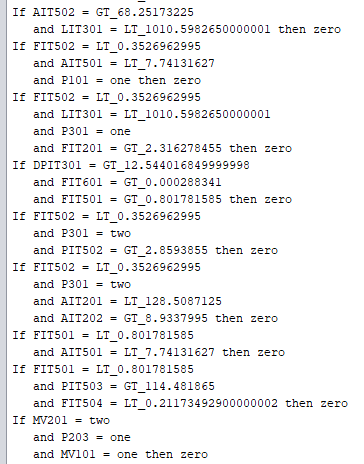 If AIT502 = GT_68.25173225
and LIT301 = LT_1010.5982650000001 then zero
If FIT502 = LT_0.3526962995
and AIT501 = LT_7.74131627
and P101 = one then zero
If FIT502 = LT_0.3526962995
and LIT301 = LT_1010.5982650000001
and P301 = one
and FIT201 = GT_2.316278455 then zero
If DPIT301 = GT_12.544016849999998
and FIT601 = GT_0.000288341
and FIT501 = GT_0.801781585 then zero
If FIT502 = LT_0.3526962995
and P301 = two
and PIT502 = GT_2.8593855 then zero
If FIT502 = LT_0.3526962995
and P301 = two
and AIT201 = LT_128.5087125
and AIT202 = GT_8.9337995 then zero
If FIT501 = LT_0.801781585
and AIT501 = LT_7.74131627 then zero
If FIT501 = LT_0.801781585
and PIT503 = GT_114.481865
and FIT504 = LT_0.21173492900000002 then zero
If MV201 = two
and P203 = one
and MV101 = one then zero